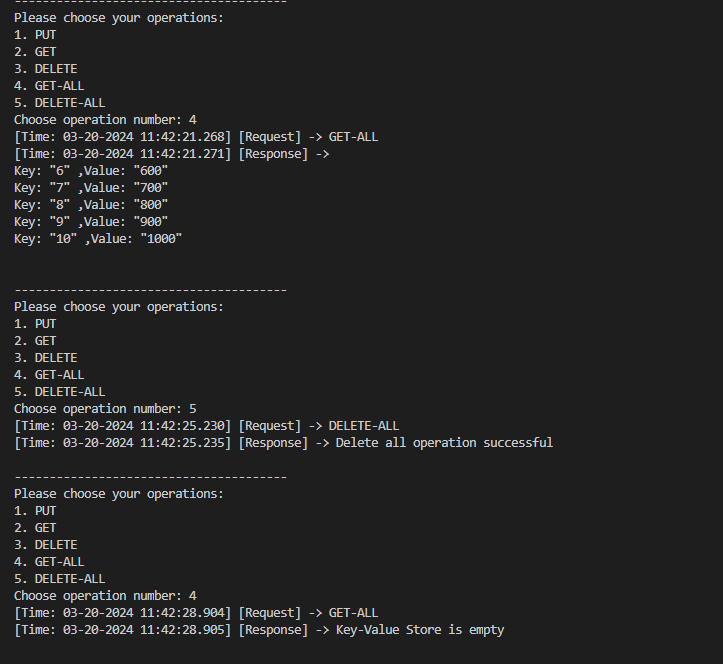 ---------------------------------------
Please choose your operations:
1. PUT
2. GET
3. DELETE
4. GET-ALL
5. DELETE-ALL
Choose operation number: 4
[Time: 03-20-2024 11:42:21.268] [Request] -> GET-ALL
[Time: 03-20-2024 11:42:21.271] [Response] ->
Key: "6" ,Value: "600"
Key: "7" ,Value: "700"
Key: "8" ,Value: "800"
Key: "9" ,Value: "900"
Key: "10" ,Value: "1000"
---------------------------------------
Please choose your operations:
1. PUT
2. GET
3. DELETE
4. GET-ALL
5. DELETE-ALL
Choose operation number: 5
[Time: 03-20-2024 11:42:25.230] [Request] -> DELETE-ALL
[Time: 03-20-2024 11:42:25.235] [Response] -> Delete all operation successful
---------------------------------------
Please choose your operations:
1. PUT
2. GET
3. DELETE
4. GET-ALL
5. DELETE-ALL
Choose operation number: 4
[Time: 03-20-2024 11:42:28.904] [Request] -> GET-ALL
[Time: 03-20-2024 11:42:28.905] [Response] -> Key-Value Store is empty